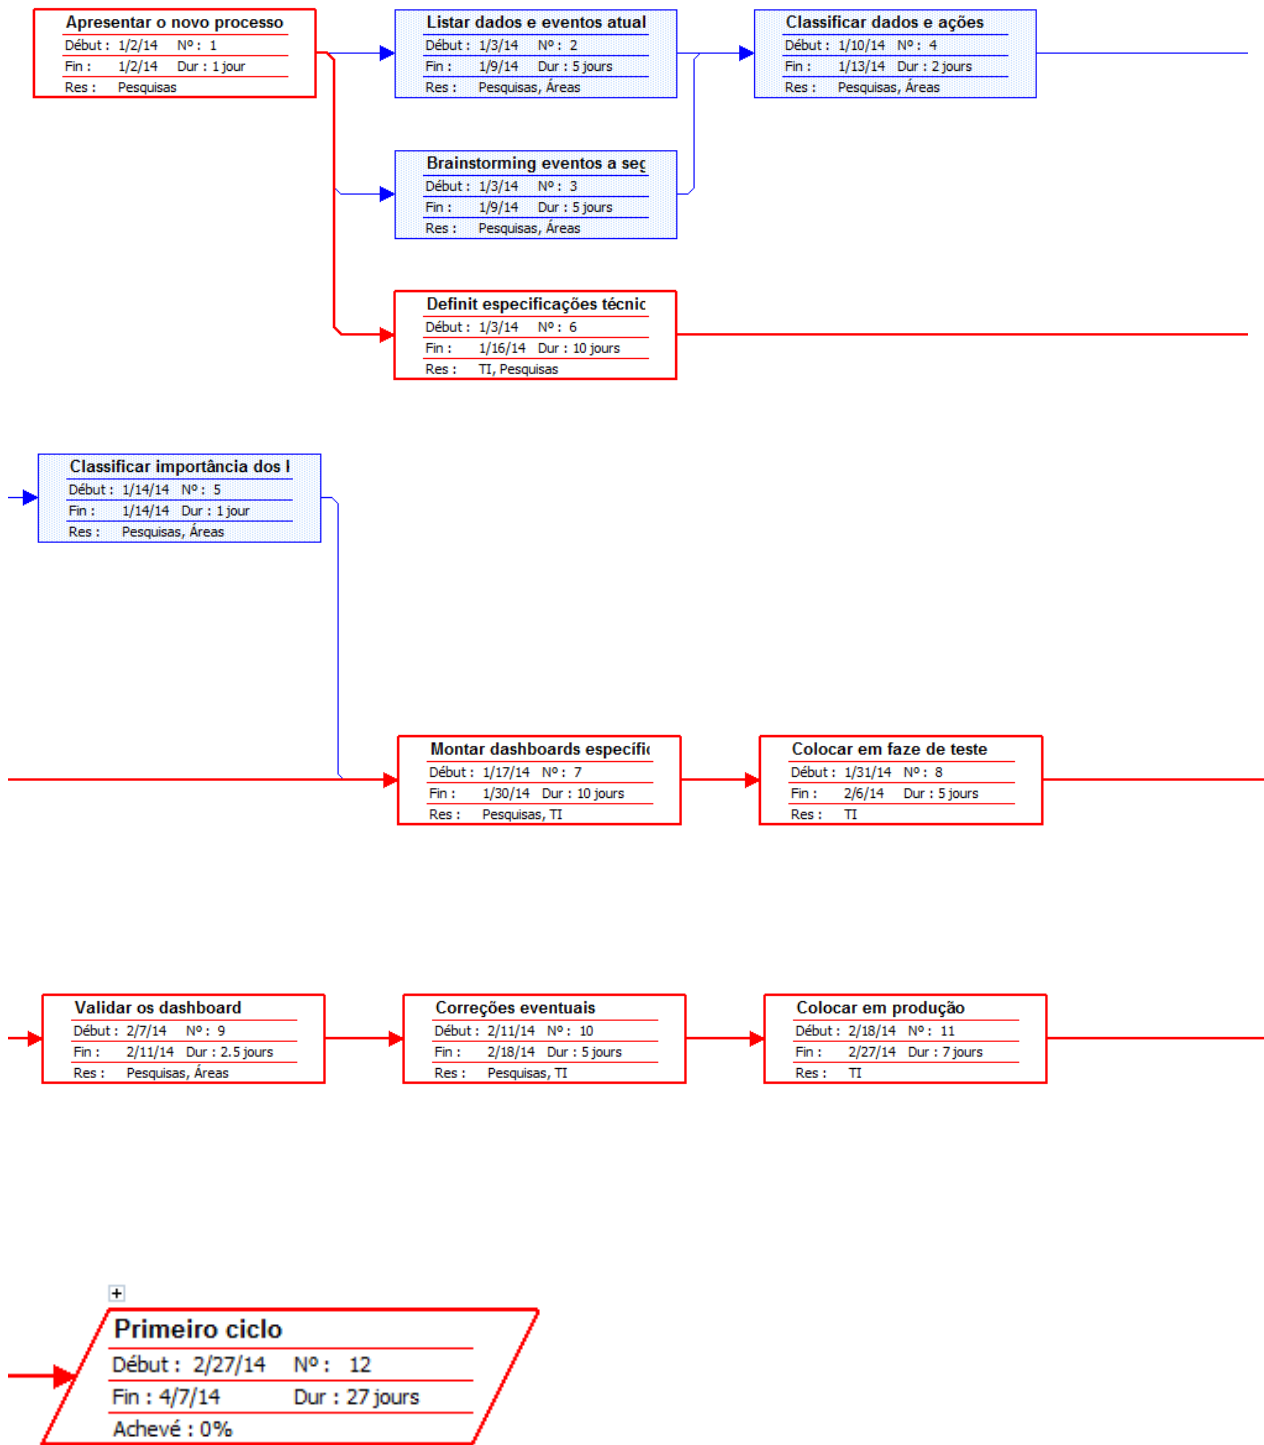 Apresentar o novo processo
Début : 1/2/14 Nº : 1
Fin : 1/2/14 Dur : 1 jour
Res : Pesquisas
Listar dados e eventos atuai
Début : 1/3/14 Nº : 2
Fin : 1/9/14 Dur : 5 jours
Res : Pesquisas, Áreas
Classificar dados e ações
Début : 1/10/14 Nº : 4
Fin : 1/13/14 Dur : 2 jours
Res : Pesquisas, Áreas
Brainstorming eventos a seg
Début : 1/3/14 Nº : 3
Fin : 1/9/14 Dur : 5 jours
Res : Pesquisas, Áreas
Definit especificações técnic
Début : 1/3/14 Nº : 6
Fin : 1/16/14 Dur : 10 jours
Res : TI, Pesquisas
Classificar importância dos
Début : 1/14/14 Nº : 5
Fin : 1/14/14 Dur : 1 jour
Res : Pesquisas, Áreas
Montar dashboards específic
Début : 1/17/14 Nº : 7
Fin : 1/30/14 Dur : 10 jours
Res : Pesquisas, TI
Colocar em faze de teste
Début : 1/31/14 Nº : 8
Fin : 2/6/14 Dur : 5 jours
Res : TI
Validar os dashboard
Début : 2/7/14 Nº : 9
Fin : 2/11/14 Dur : 2.5 jours
Res : Pesquisas, Áreas
Correções eventuais
Début : 2/11/14 Nº : 10
Fin : 2/18/14 Dur : 5 jours
Res : Pesquisas, TI
Colocar em produção
Début : 2/18/14 Nº : 11
Fin : 2/27/14 Dur : 7 jours
Res : TI
Primeiro ciclo
Début : 2/27/14 Nº : 12
Fin : 4/7/14 Dur : 27 jours
Achevé : 0%